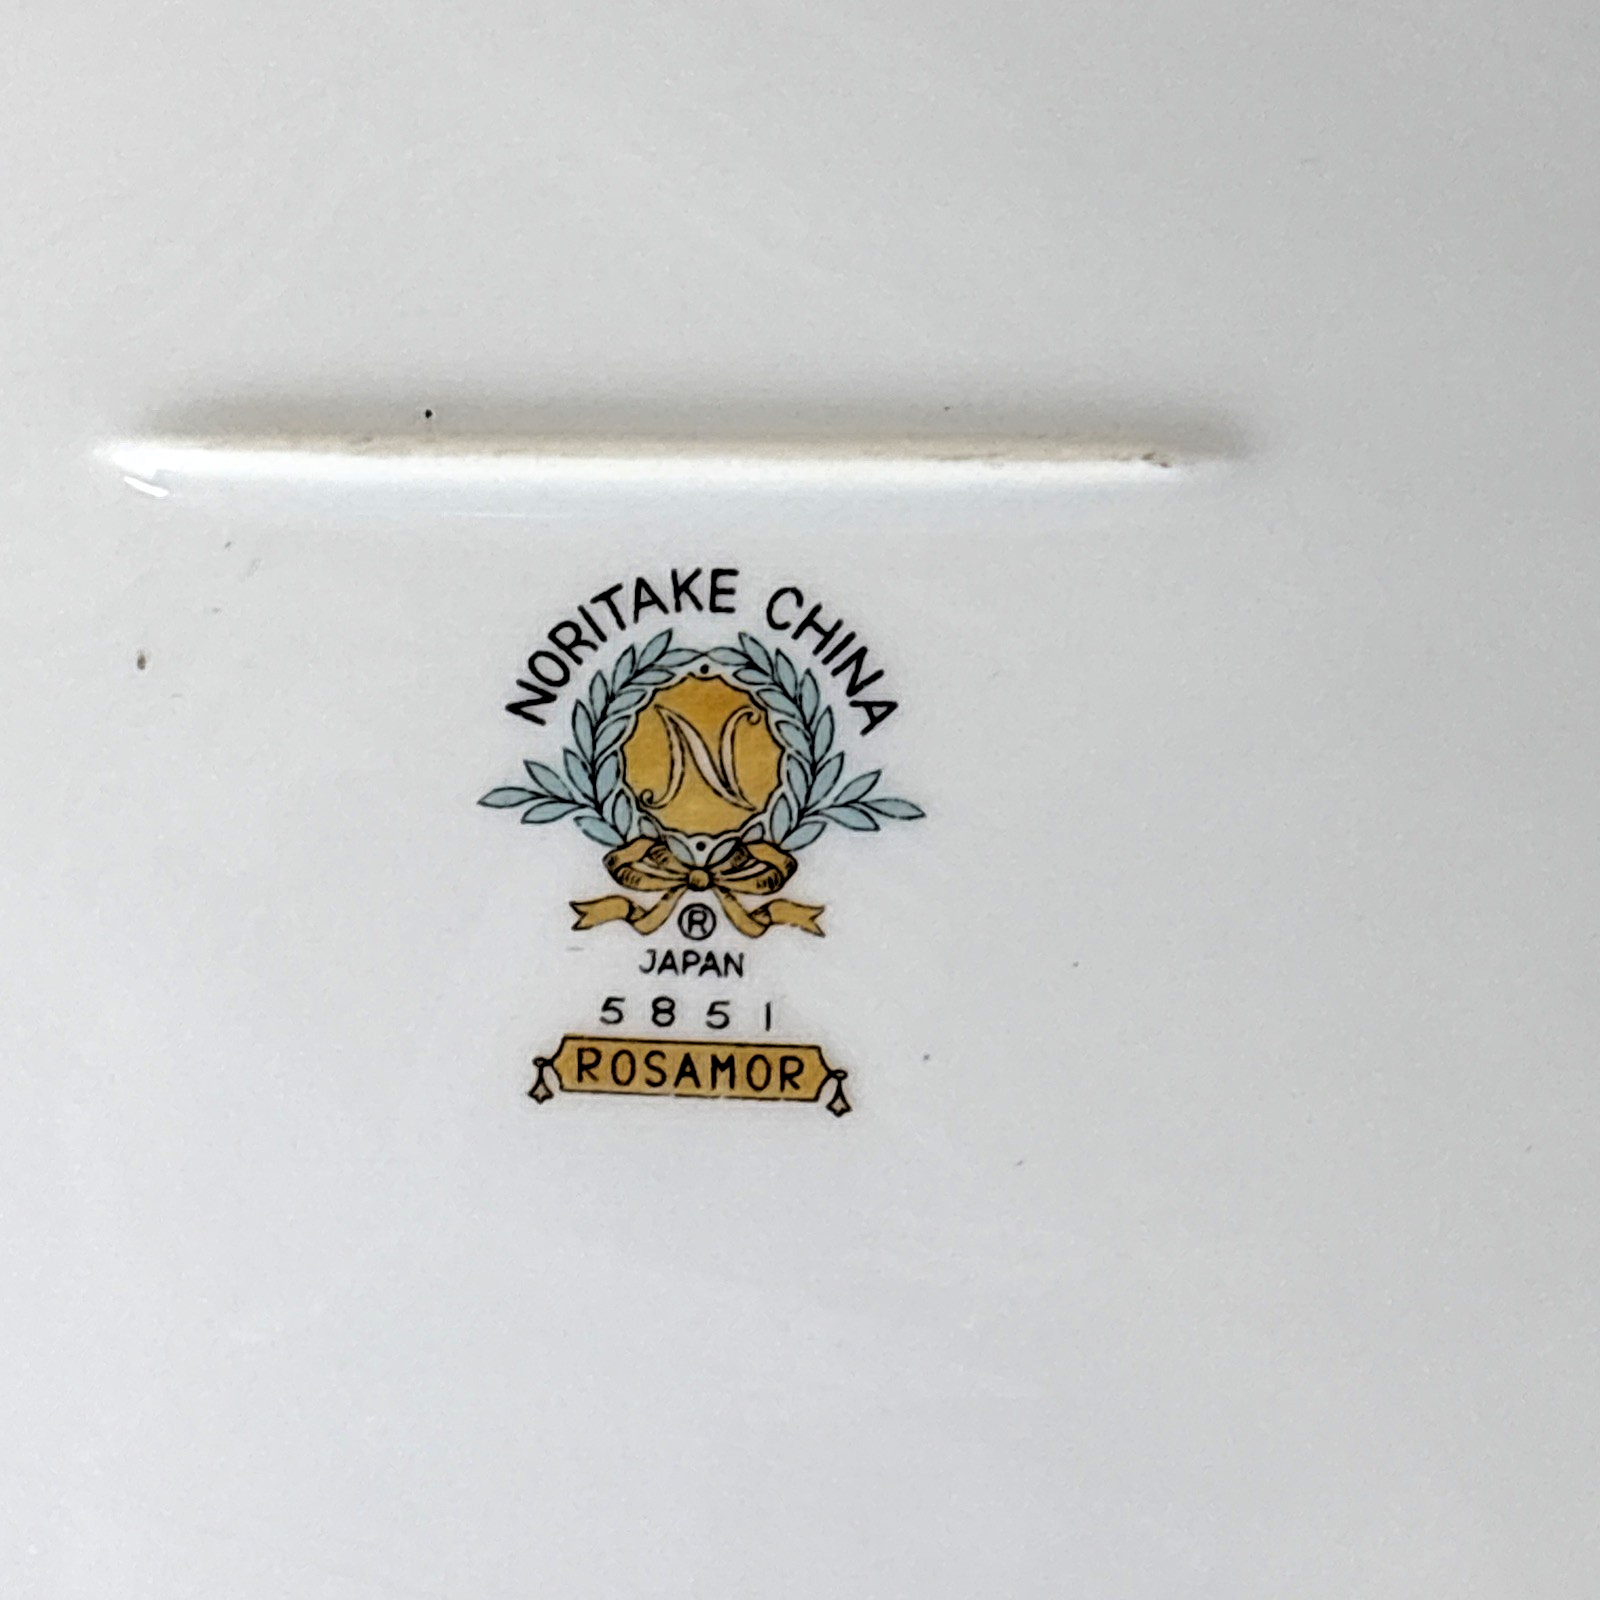 NORITAKE CHINA
N
®
JAPAN
5851
ROSAMOR